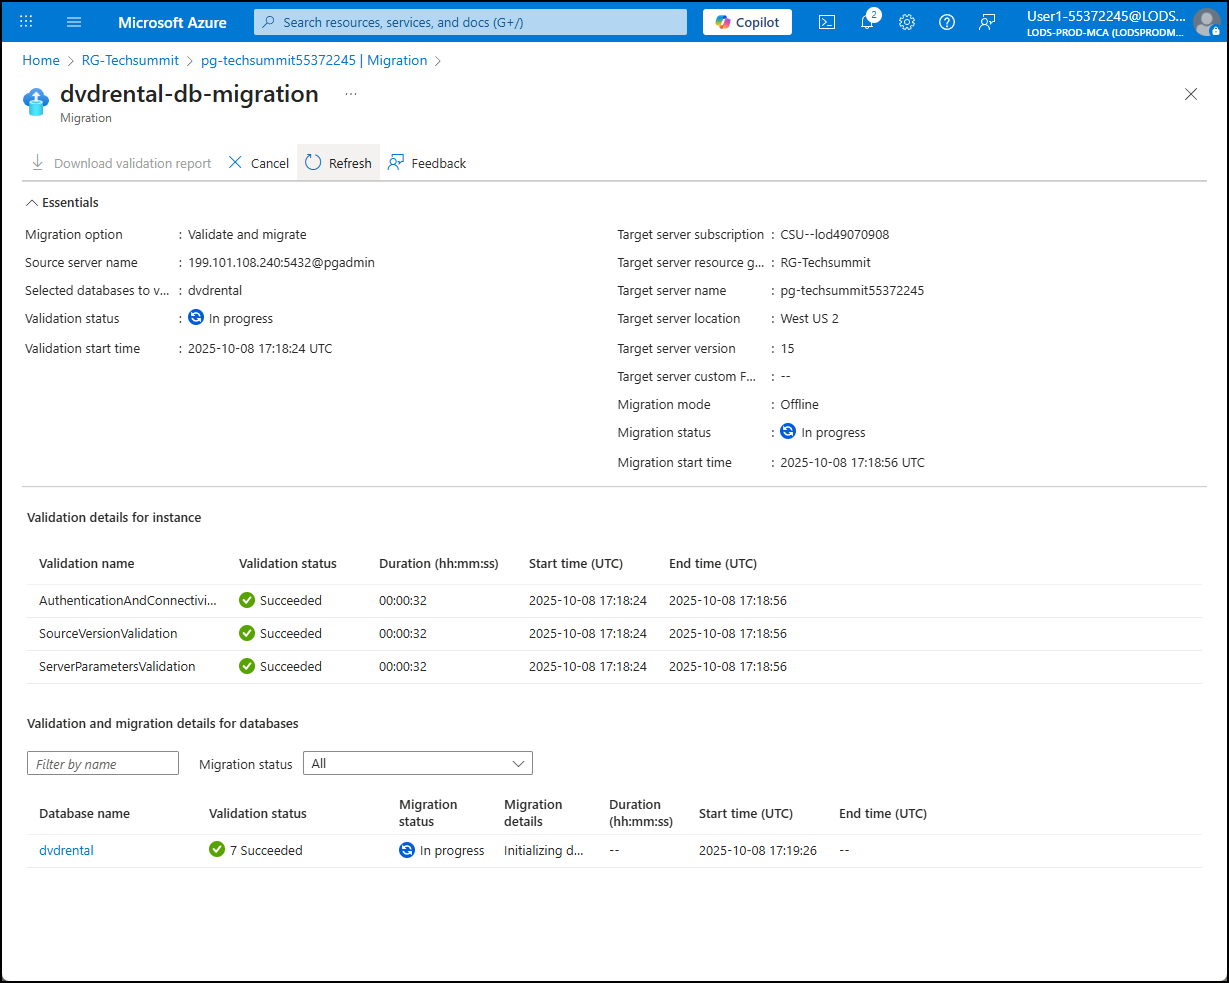 Microsoft Azure
Search resources, services, and docs (G+/)
Copilot
2
User1-55372245@LODS...
LODS-PROD-MCA (LODSPRODM...
Home > RG-Techsummit > pg-techsummit55372245 | Migration >
dvdrental-db-migration ...
Migration
Download validation report Cancel Refresh Feedback
Essentials
Migration option : Validate and migrate
Source server name : 199.101.108.240:5432@pgadmin
Selected databases to v... : dvdrental
Validation status : In progress
Validation start time : 2025-10-08 17:18:24 UTC
Target server subscription : CSU--lod49070908
Target server resource g... : RG-Techsummit
Target server name : pg-techsummit55372245
Target server location : West US 2
Target server version : 15
Target server custom F... : --
Migration mode : Offline
Migration status : In progress
Migration start time : 2025-10-08 17:18:56 UTC
Validation details for instance
Validation name Validation status Duration (hh:mm:ss) Start time (UTC) End time (UTC)
AuthenticationAndConnectivi... Succeeded 00:00:32 2025-10-08 17:18:24 2025-10-08 17:18:56
SourceVersionValidation Succeeded 00:00:32 2025-10-08 17:18:24 2025-10-08 17:18:56
ServerParametersValidation Succeeded 00:00:32 2025-10-08 17:18:24 2025-10-08 17:18:56
Validation and migration details for databases
Filter by name Migration status All
Database name Validation status Migration status Migration details Duration (hh:mm:ss) Start time (UTC) End time (UTC)
dvdrental 7 Succeeded In progress Initializing d... -- 2025-10-08 17:19:26 --